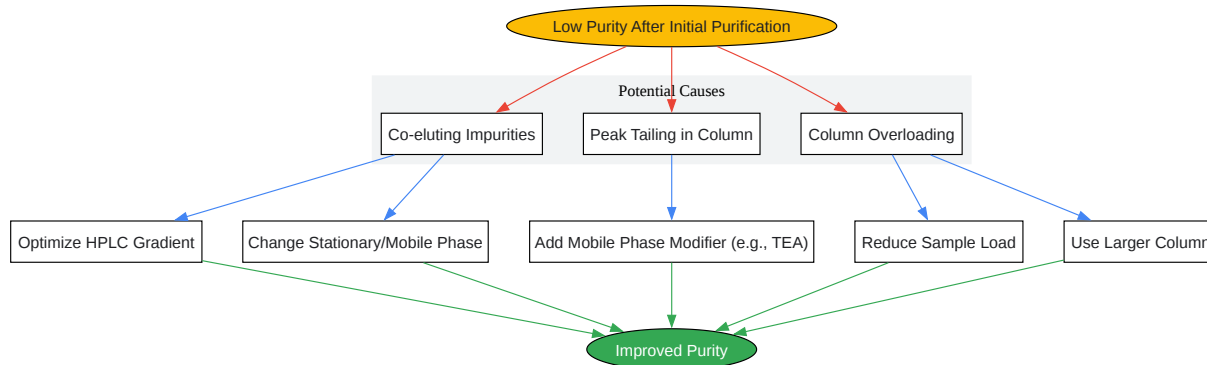 Low Purity After Initial Purification
Potential Causes
Co-eluting Impurities
Peak Tailing in Column
Column Overloading
Optimize HPLC Gradient
Change Stationary/Mobile Phase
Add Mobile Phase Modifier (e.g., TEA)
Reduce Sample Load
Use Larger Column
Improved Purity